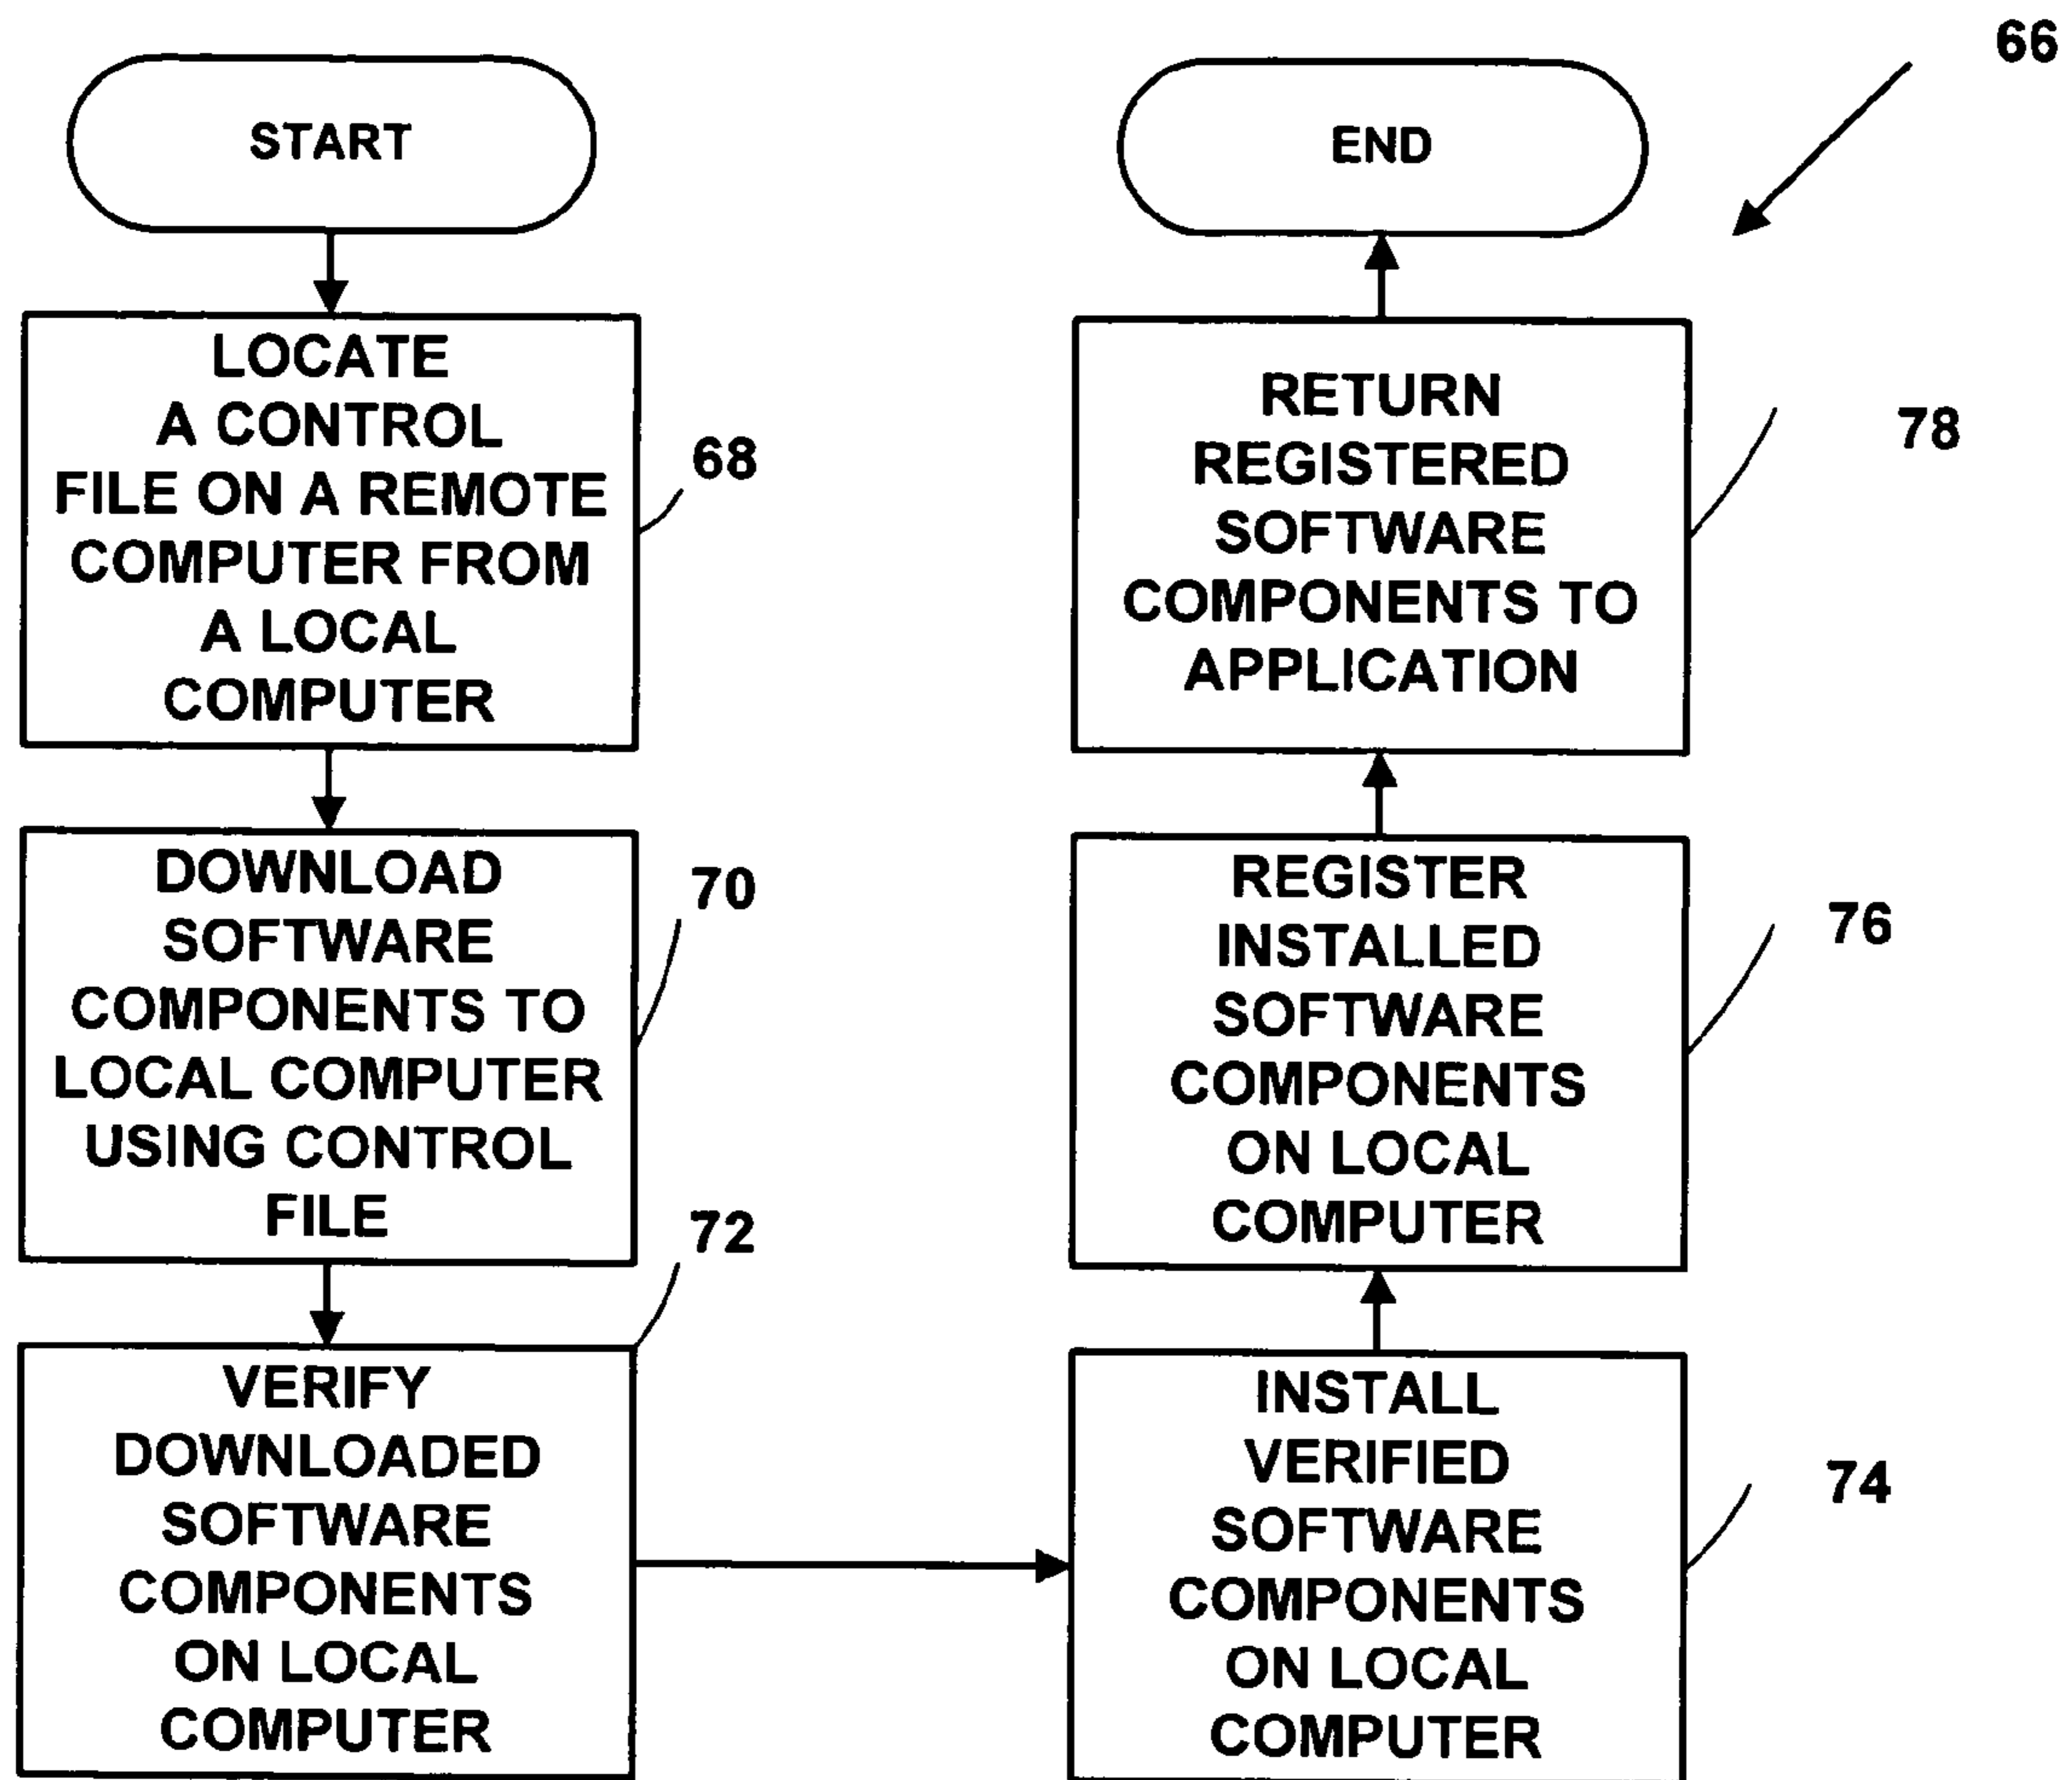 START
LOCATE
A CONTROL
FILE ON A REMOTE
COMPUTER FROM
A LOCAL
COMPUTER
68
DOWNLOAD
SOFTWARE
COMPONENTS TO
LOCAL COMPUTER
USING CONTROL
FILE
70
VERIFY
DOWNLOADED
SOFTWARE
COMPONENTS
ON LOCAL
COMPUTER
72
INSTALL
VERIFIED
SOFTWARE
COMPONENTS
ON LOCAL
COMPUTER
74
REGISTER
INSTALLED
SOFTWARE
COMPONENTS
ON LOCAL
COMPUTER
76
RETURN
REGISTERED
SOFTWARE
COMPONENTS TO
APPLICATION
78
END
66